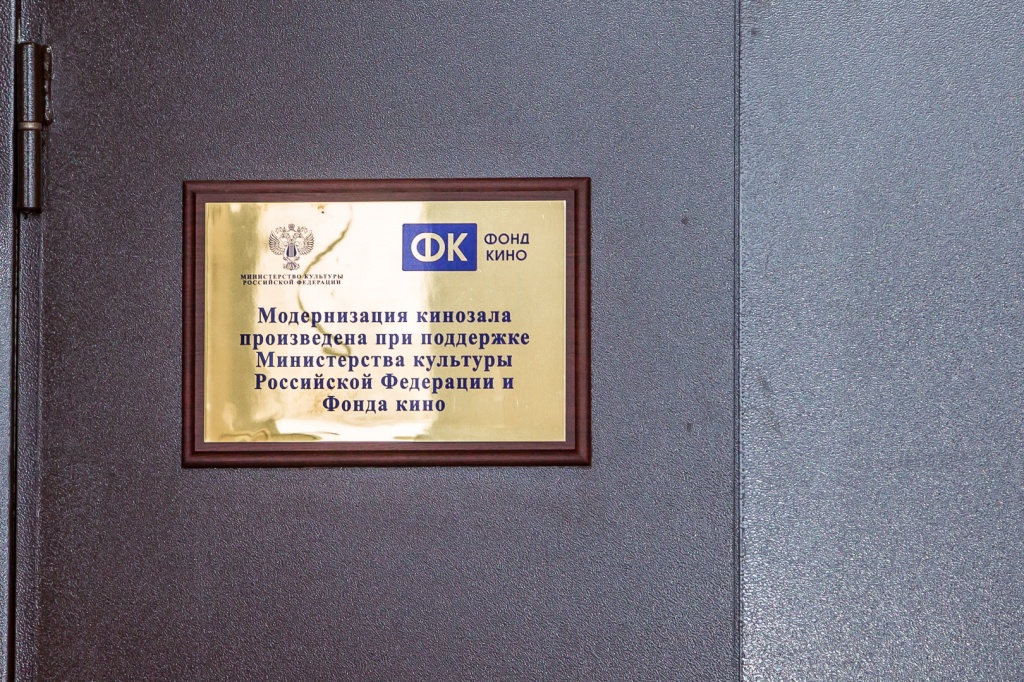 МИНИСТЕРСТВО КУЛЬТУРЫ
РОССИЙСКОЙ ФЕДЕРАЦИИ
ФК
ФОНД
КИНО
Модернизация кинозала
произведена при поддержке
Министерства культуры
Российской Федерации и
Фонда кино